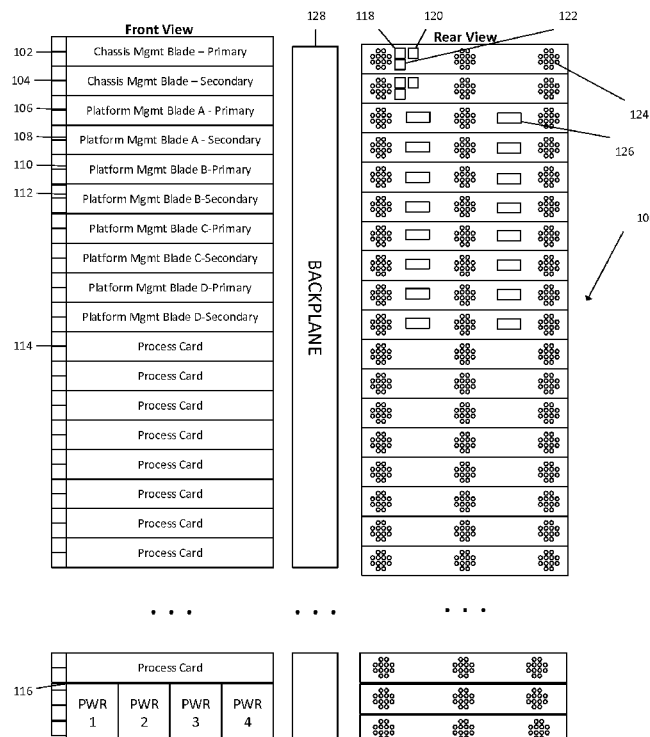 128 118 120 122
Front View Rear View
102 Chassis Mgmt Blade – Primary
104 Chassis Mgmt Blade – Secondary
124
106 Platform Mgmt Blade A - Primary
108 Platform Mgmt Blade A - Secondary
126
110 Platform Mgmt Blade B-Primary
112 Platform Mgmt Blade B-Secondary
Platform Mgmt Blade C-Primary
10
Platform Mgmt Blade C-Secondary
Platform Mgmt Blade D-Primary
Platform Mgmt Blade D-Secondary
BACKPLANE
114 Process Card
Process Card
Process Card
Process Card
Process Card
Process Card
Process Card
Process Card
. . . . . . . . .
Process Card
116
PWR PWR PWR PWR
1 2 3 4